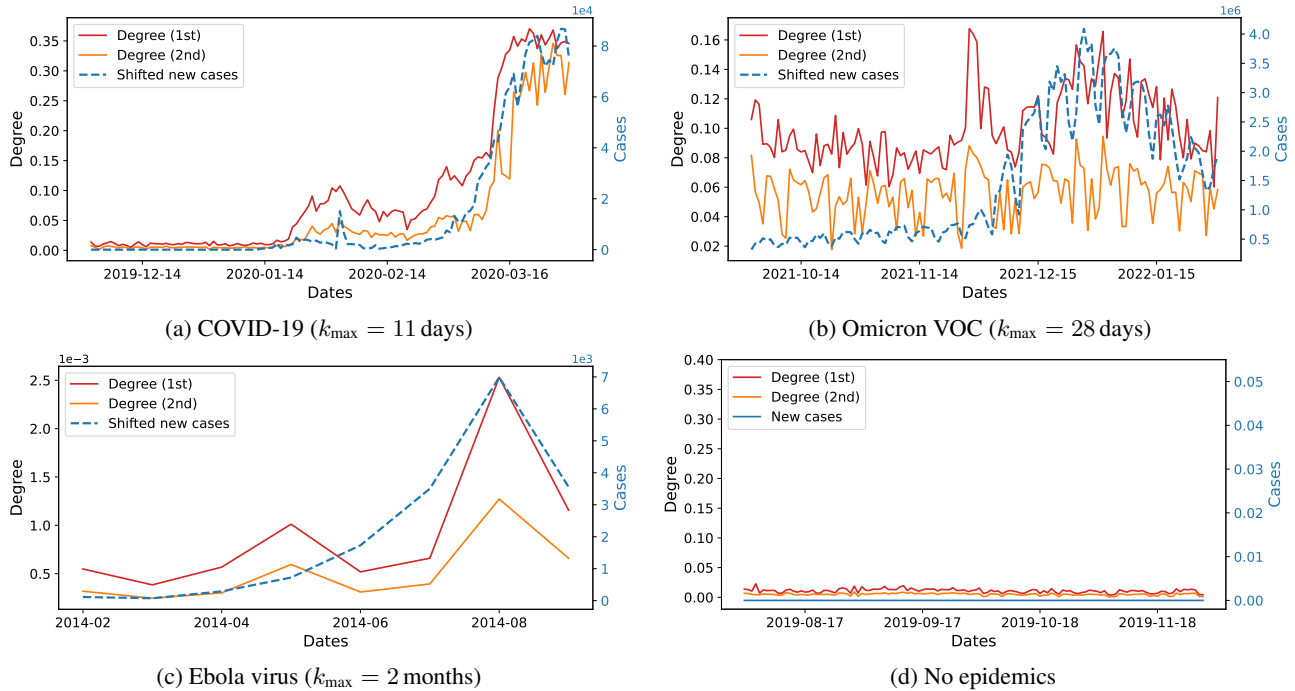 1e4
Degree (1st)
Degree (2nd)
Shifted new cases
0.35
0.30
0.25
0.20
0.15
0.10
0.05
0.00
Degree
8
6
4
2
0
Cases
2019-12-14
2020-01-14
2020-02-14
2020-03-16
Dates
(a) COVID-19 (kmax = 11 days)
1e6
Degree (1st)
Degree (2nd)
Shifted new cases
0.16
0.14
0.12
0.10
0.08
0.06
0.04
0.02
Degree
4.0
3.5
3.0
2.5
2.0
1.5
1.0
0.5
Cases
2021-10-14
2021-11-14
2021-12-15
2022-01-15
Dates
(b) Omicron VOC (kmax = 28 days)
1e−3
1e3
Degree (1st)
Degree (2nd)
Shifted new cases
2.5
2.0
1.5
1.0
0.5
Degree
7
6
5
4
3
2
1
0
Cases
2014-02
2014-04
2014-06
2014-08
Dates
(c) Ebola virus (kmax = 2 months)
Degree (1st)
Degree (2nd)
New cases
0.40
0.35
0.30
0.25
0.20
0.15
0.10
0.05
0.00
Degree
0.05
0.04
0.03
0.02
0.01
0.00
Cases
2019-08-17
2019-09-17
2019-10-18
2019-11-18
Dates
(d) No epidemics